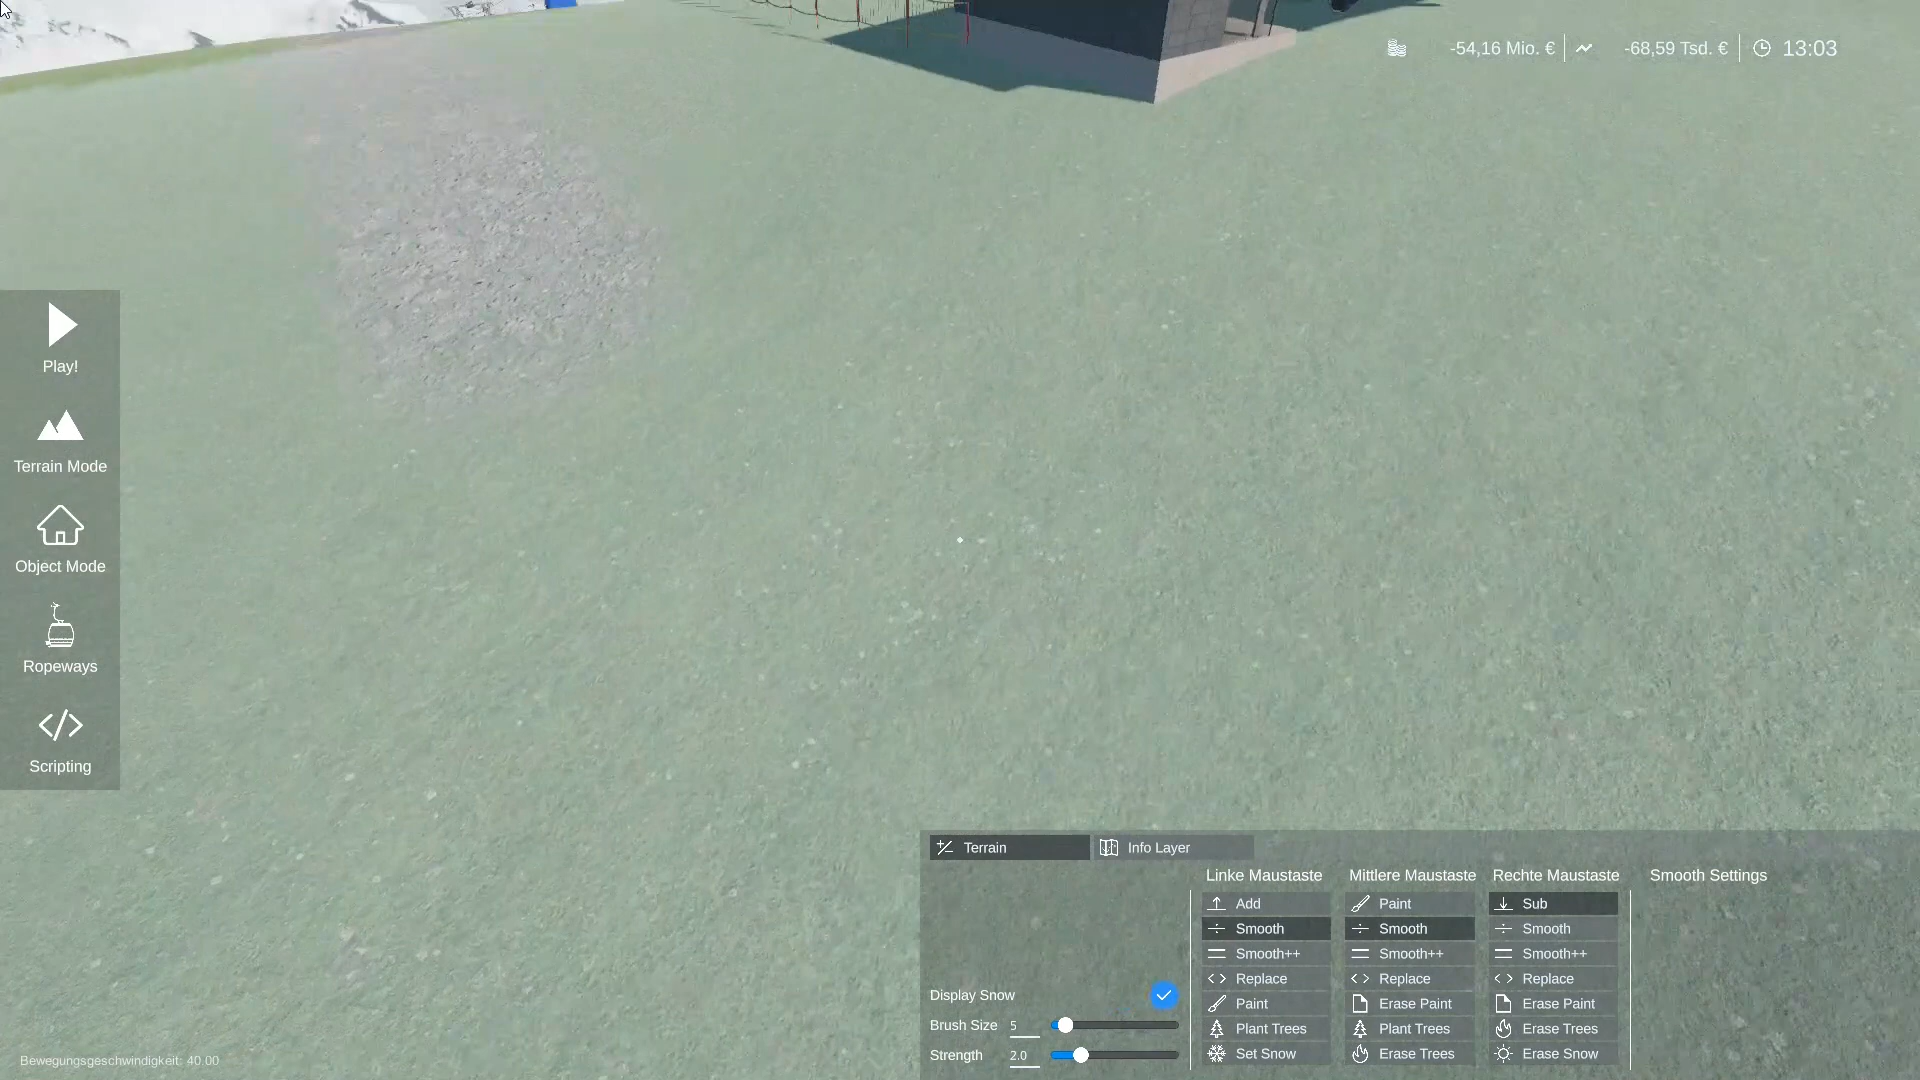 -54,16 Mio. €
-68,59 Tsd. €
13:03
Play!
Terrain Mode
Object Mode
Ropeways
Scripting
Terrain
Info Layer
Linke Maustaste
Add
Smooth
Smooth++
Replace
Paint
Plant Trees
Set Snow
Mittlere Maustaste
Paint
Smooth
Smooth++
Replace
Erase Paint
Plant Trees
Erase Trees
Rechte Maustaste
Sub
Smooth
Smooth++
Replace
Erase Paint
Erase Trees
Erase Snow
Smooth Settings
Display Snow
Brush Size 5
Strength 2.0
Bewegungsgeschwindigkeit: 40.00